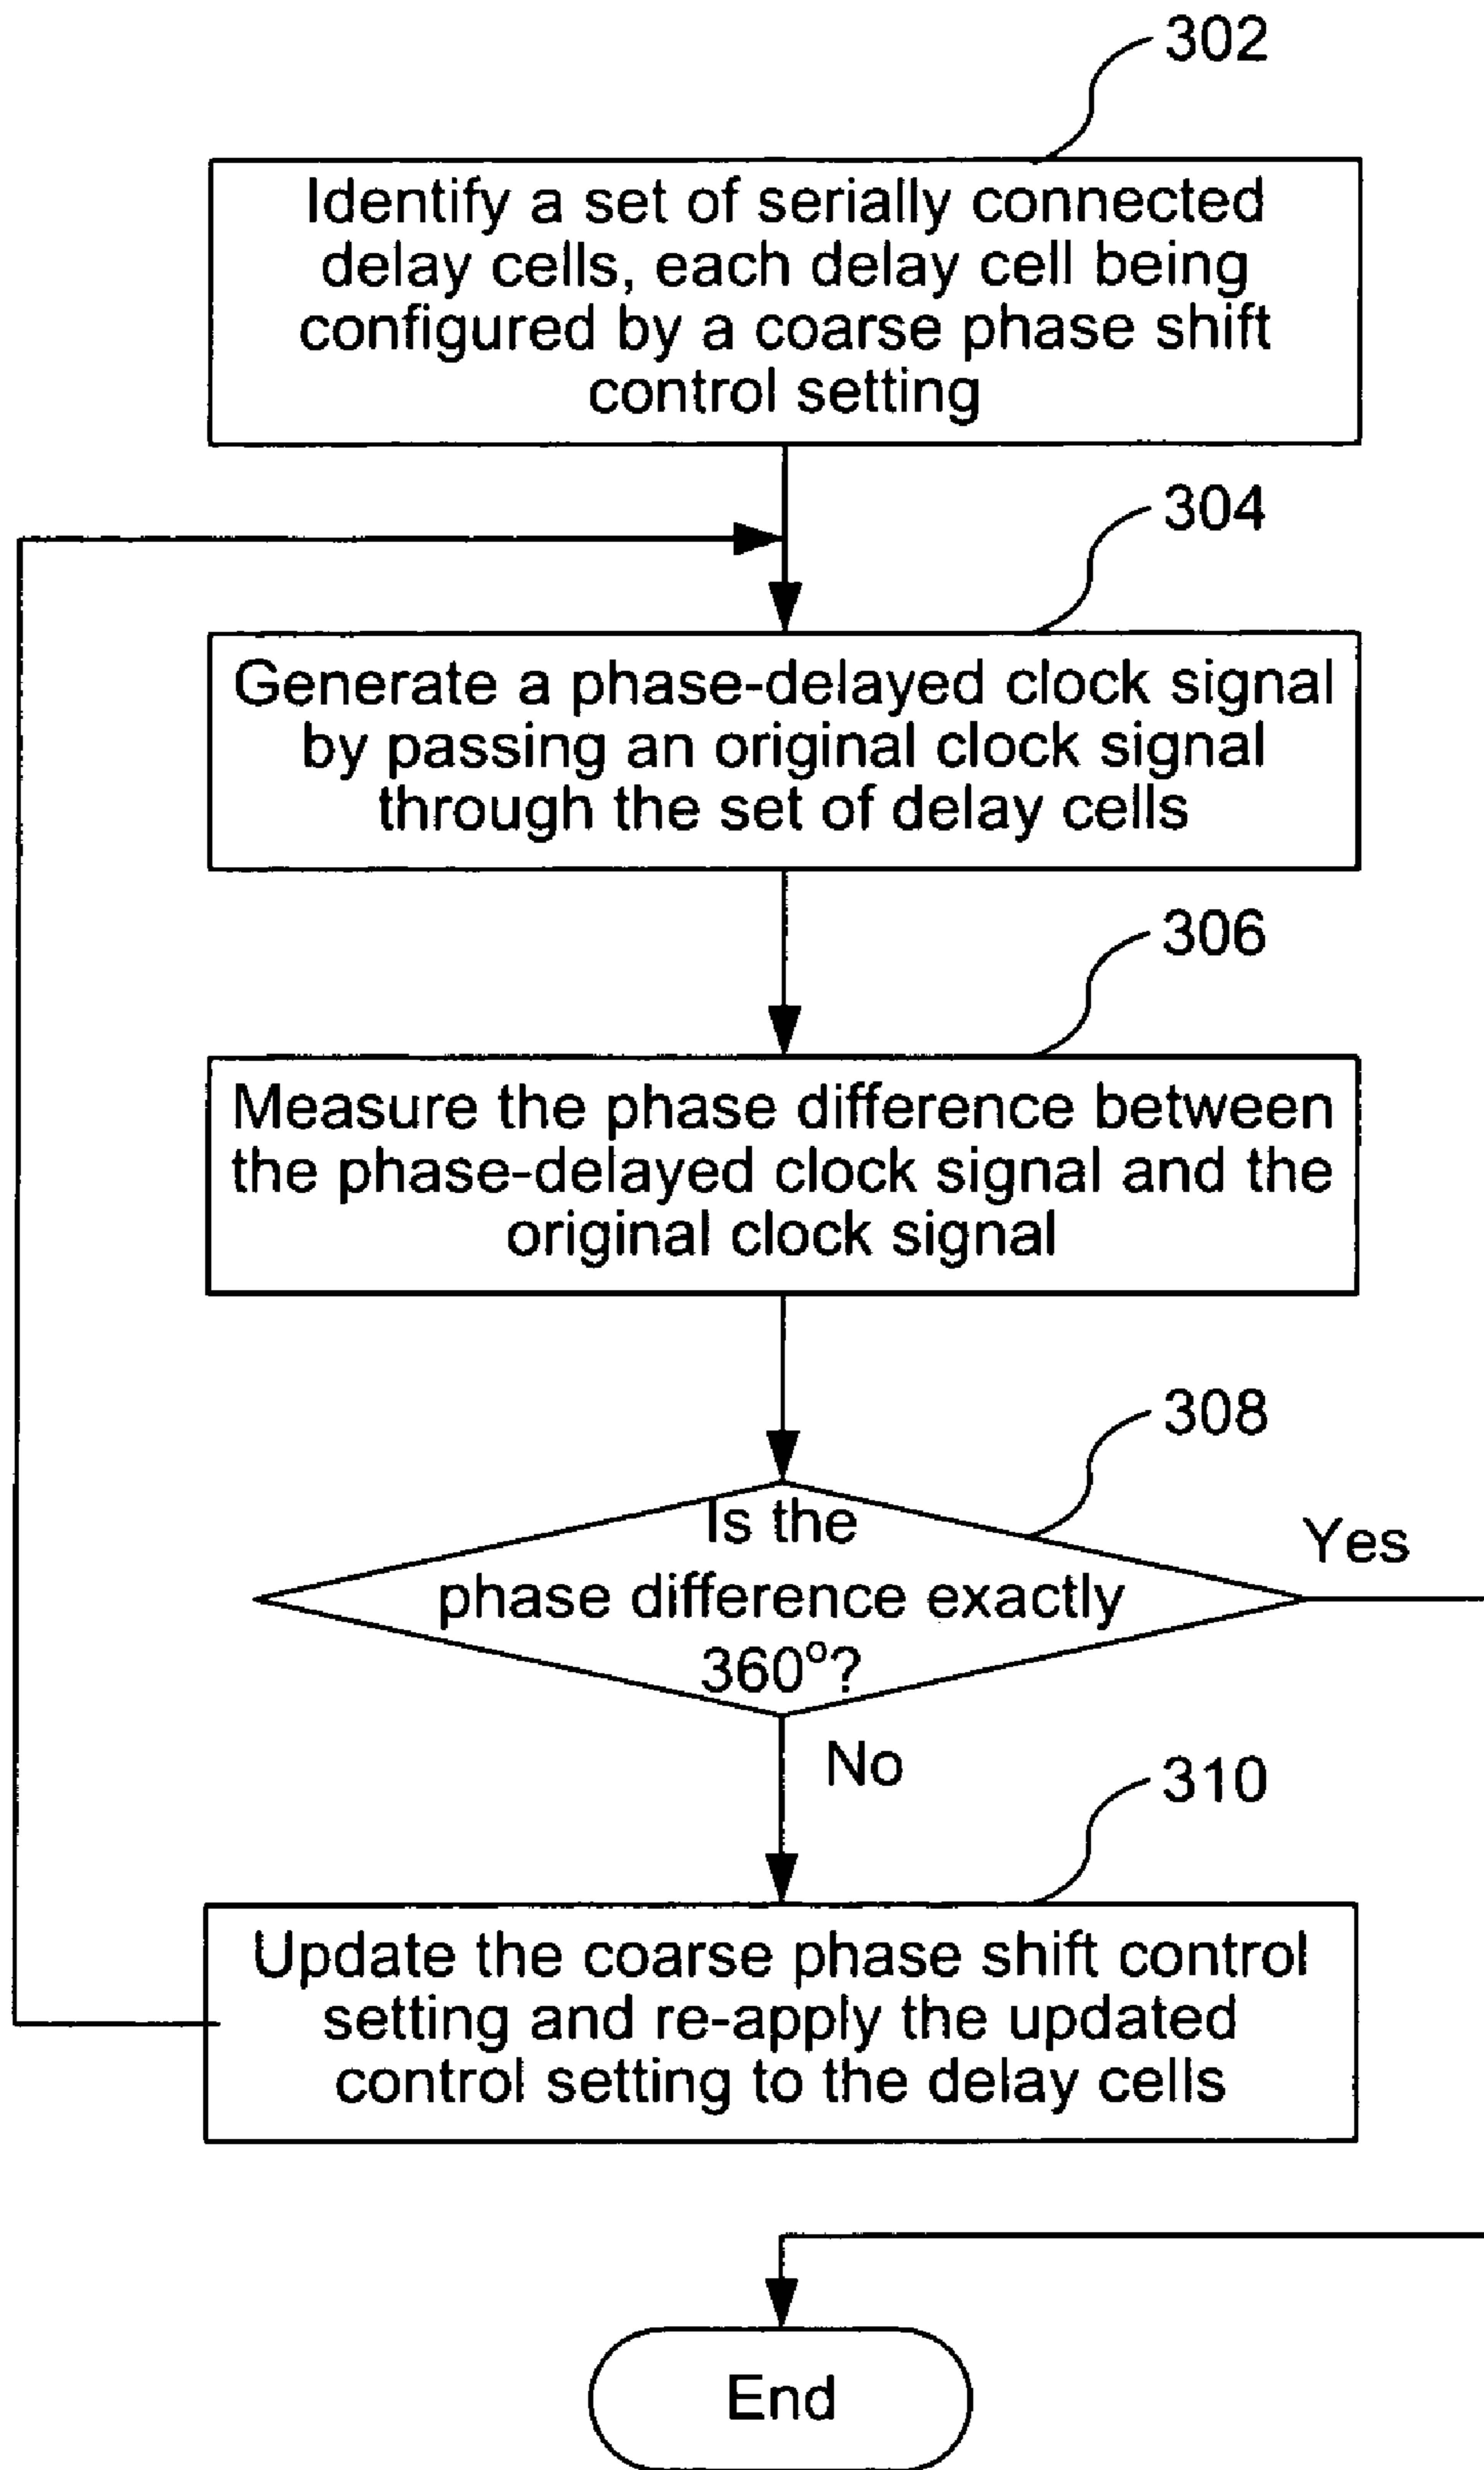 302
Identify a set of serially connected
delay cells, each delay cell being
configured by a coarse phase shift
control setting
304
Generate a phase-delayed clock signal
by passing an original clock signal
through the set of delay cells
306
Measure the phase difference between
the phase-delayed clock signal and the
original clock signal
308
Is the
phase difference exactly
360°?
Yes
No
310
Update the coarse phase shift control
setting and re-apply the updated
control setting to the delay cells
End